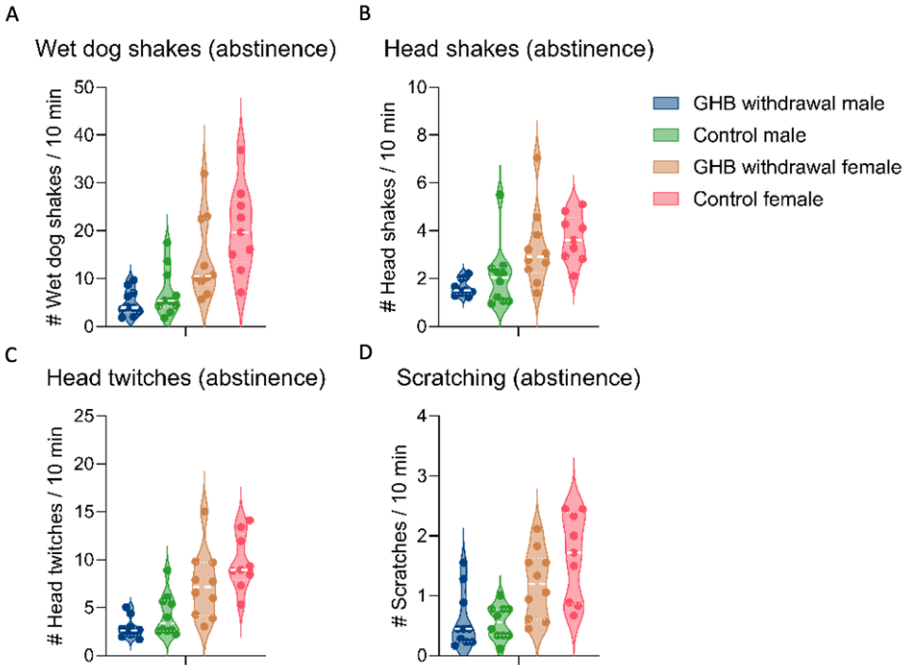 A
Wet dog shakes (abstinence)
# Wet dog shakes / 10 min
50
40
30
20
10
0
B
Head shakes (abstinence)
# Head shakes / 10 min
10
8
6
4
2
0
GHB withdrawal male
Control male
GHB withdrawal female
Control female
C
Head twitches (abstinence)
# Head twitches / 10 min
25
20
15
10
5
0
D
Scratching (abstinence)
# Scratches / 10 min
4
3
2
1
0